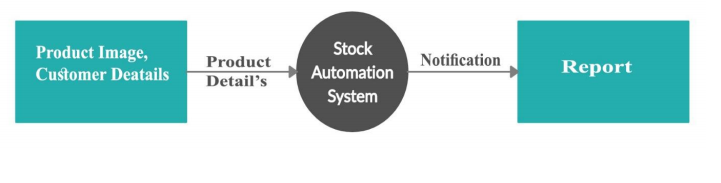 Product Image,
Customer Deatails
Product
Detail's
Stock
Automation
System
Notification
Report